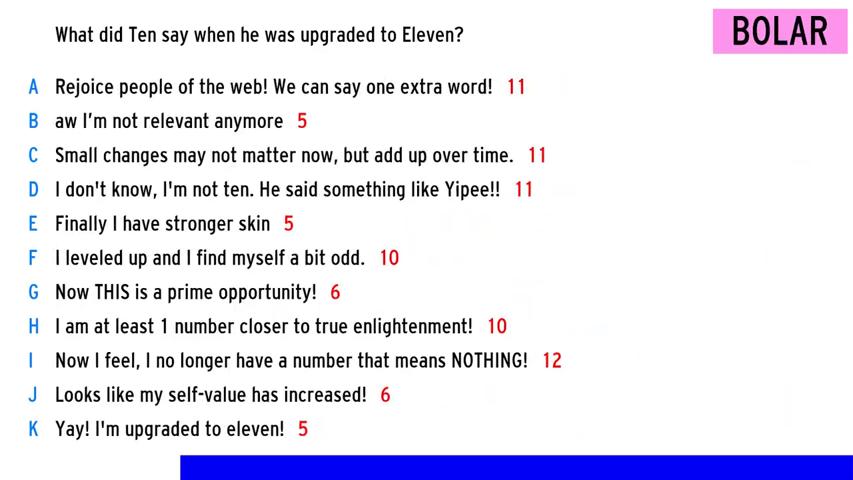 What did Ten say when he was upgraded to Eleven?
BOLAR
A Rejoice people of the web! We can say one extra word! 11
B aw I'm not relevant anymore 5
C Small changes may not matter now, but add up over time. 11
D I don't know, I'm not ten. He said something like Yipee!! 11
E Finally I have stronger skin 5
F I leveled up and I find myself a bit odd. 10
G Now THIS is a prime opportunity! 6
H I am at least 1 number closer to true enlightenment! 10
I Now I feel, I no longer have a number that means NOTHING! 12
J Looks like my self-value has increased! 6
K Yay! I'm upgraded to eleven! 5